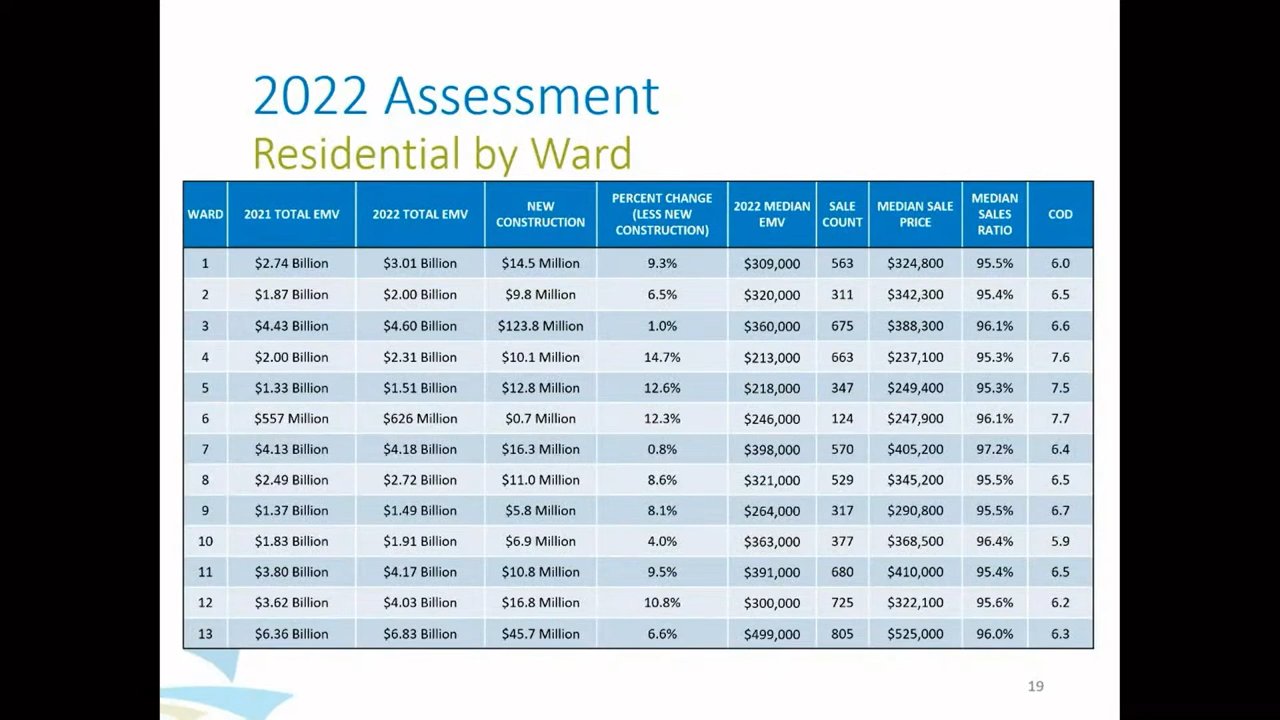 2022 Assessment
Residential by Ward
WARD 2021 TOTAL EMV 2022 TOTAL EMV NEW CONSTRUCTION PERCENT CHANGE (LESS NEW CONSTRUCTION) 2022 MEDIAN EMV SALE COUNT MEDIAN SALE PRICE MEDIAN SALES RATIO COD
1 $2.74 Billion $3.01 Billion $14.5 Million 9.3% $309,000 563 $324,800 95.5% 6.0
2 $1.87 Billion $2.00 Billion $9.8 Million 6.5% $320,000 311 $342,300 95.4% 6.5
3 $4.43 Billion $4.60 Billion $123.8 Million 1.0% $360,000 675 $388,300 96.1% 6.6
4 $2.00 Billion $2.31 Billion $10.1 Million 14.7% $213,000 663 $237,100 95.3% 7.6
5 $1.33 Billion $1.51 Billion $12.8 Million 12.6% $218,000 347 $249,400 95.3% 7.5
6 $557 Million $626 Million $0.7 Million 12.3% $246,000 124 $247,900 96.1% 7.7
7 $4.13 Billion $4.18 Billion $16.3 Million 0.8% $398,000 570 $405,200 97.2% 6.4
8 $2.49 Billion $2.72 Billion $11.0 Million 8.6% $321,000 529 $345,200 95.5% 6.5
9 $1.37 Billion $1.49 Billion $5.8 Million 8.1% $264,000 317 $290,800 95.5% 6.7
10 $1.83 Billion $1.91 Billion $6.9 Million 4.0% $363,000 377 $368,500 96.4% 5.9
11 $3.80 Billion $4.17 Billion $10.8 Million 9.5% $391,000 680 $410,000 95.4% 6.5
12 $3.62 Billion $4.03 Billion $16.8 Million 10.8% $300,000 725 $322,100 95.6% 6.2
13 $6.36 Billion $6.83 Billion $45.7 Million 6.6% $499,000 805 $525,000 96.0% 6.3
19